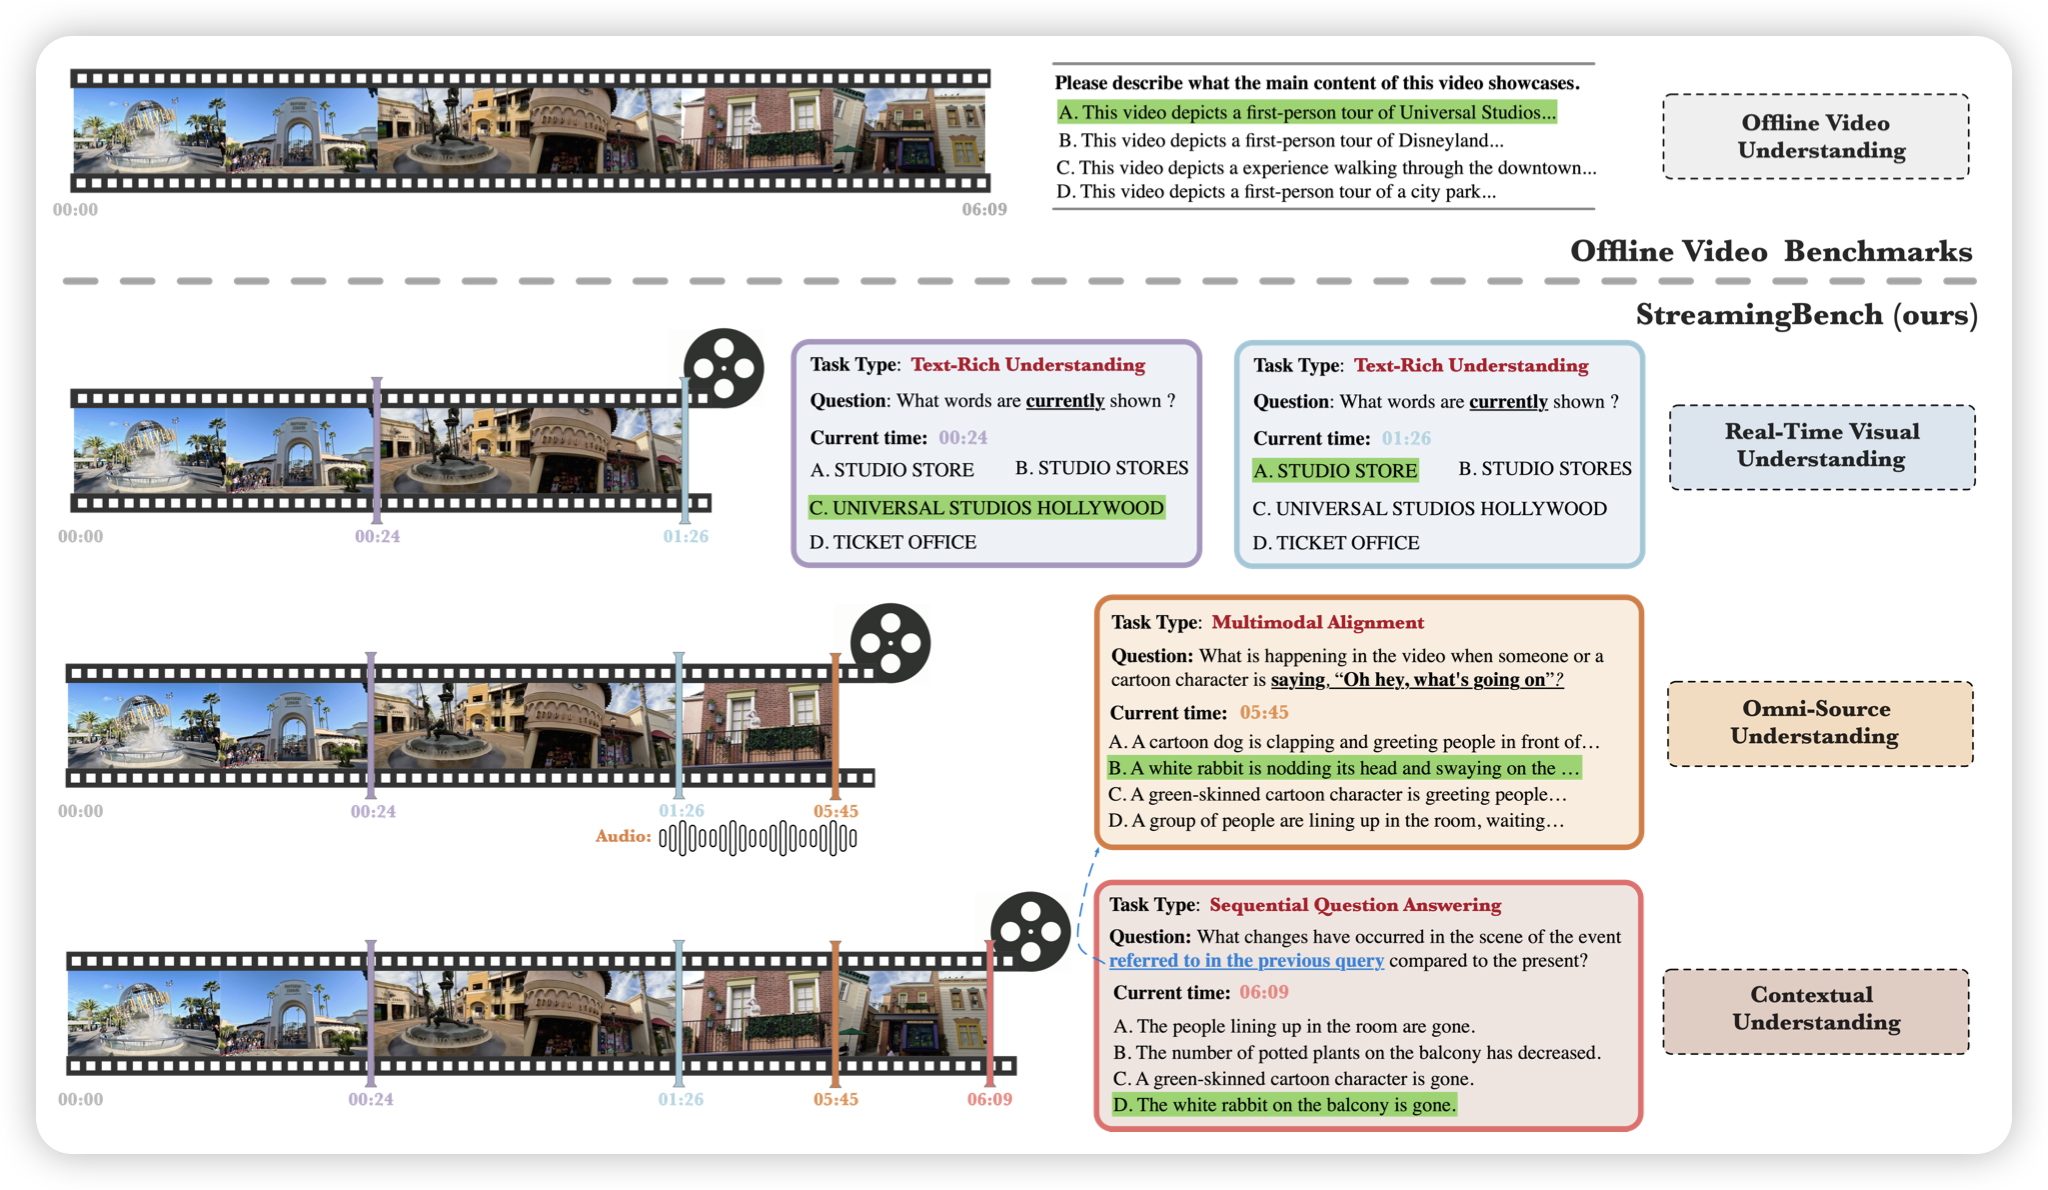 Please describe what the main content of this video showcases.
A. This video depicts a first-person tour of Universal Studios...
B. This video depicts a first-person tour of Disneyland...
C. This video depicts a experience walking through the downtown...
D. This video depicts a first-person tour of a city park...
Offline Video
Understanding
00:00
06:09
Offline Video Benchmarks
StreamingBench (ours)
00:00
00:24
01:26
Task Type: Text-Rich Understanding
Question: What words are currently shown ?
Current time: 00:24
A. STUDIO STORE
B. STUDIO STORES
C. UNIVERSAL STUDIOS HOLLYWOOD
D. TICKET OFFICE
Task Type: Text-Rich Understanding
Question: What words are currently shown ?
Current time: 01:26
A. STUDIO STORE
B. STUDIO STORES
C. UNIVERSAL STUDIOS HOLLYWOOD
D. TICKET OFFICE
Real-Time Visual
Understanding
00:00
00:24
01:26
05:45
Audio:
Task Type: Multimodal Alignment
Question: What is happening in the video when someone or a
cartoon character is saying, “Oh hey, what's going on”?
Current time: 05:45
A. A cartoon dog is clapping and greeting people in front of…
B. A white rabbit is nodding its head and swaying on the …
C. A green-skinned cartoon character is greeting people…
D. A group of people are lining up in the room, waiting…
Omni-Source
Understanding
00:00
00:24
01:26
05:45
06:09
Task Type: Sequential Question Answering
Question: What changes have occurred in the scene of the event
referred to in the previous query compared to the present?
Current time: 06:09
A. The people lining up in the room are gone.
B. The number of potted plants on the balcony has decreased.
C. A green-skinned cartoon character is gone.
D. The white rabbit on the balcony is gone.
Contextual
Understanding